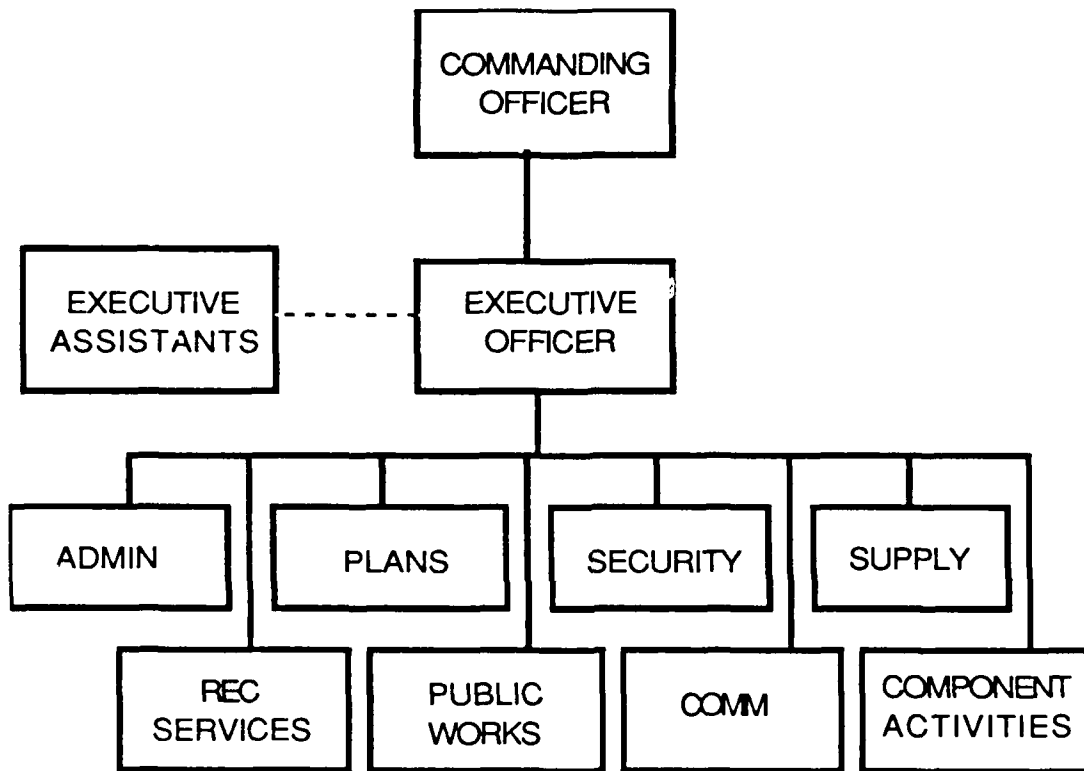 COMMANDING
OFFICER
EXECUTIVE
ASSISTANTS
EXECUTIVE
OFFICER
ADMIN
PLANS
SECURITY
SUPPLY
REC
SERVICES
PUBLIC
WORKS
COMM
COMPONENT
ACTIVITIES